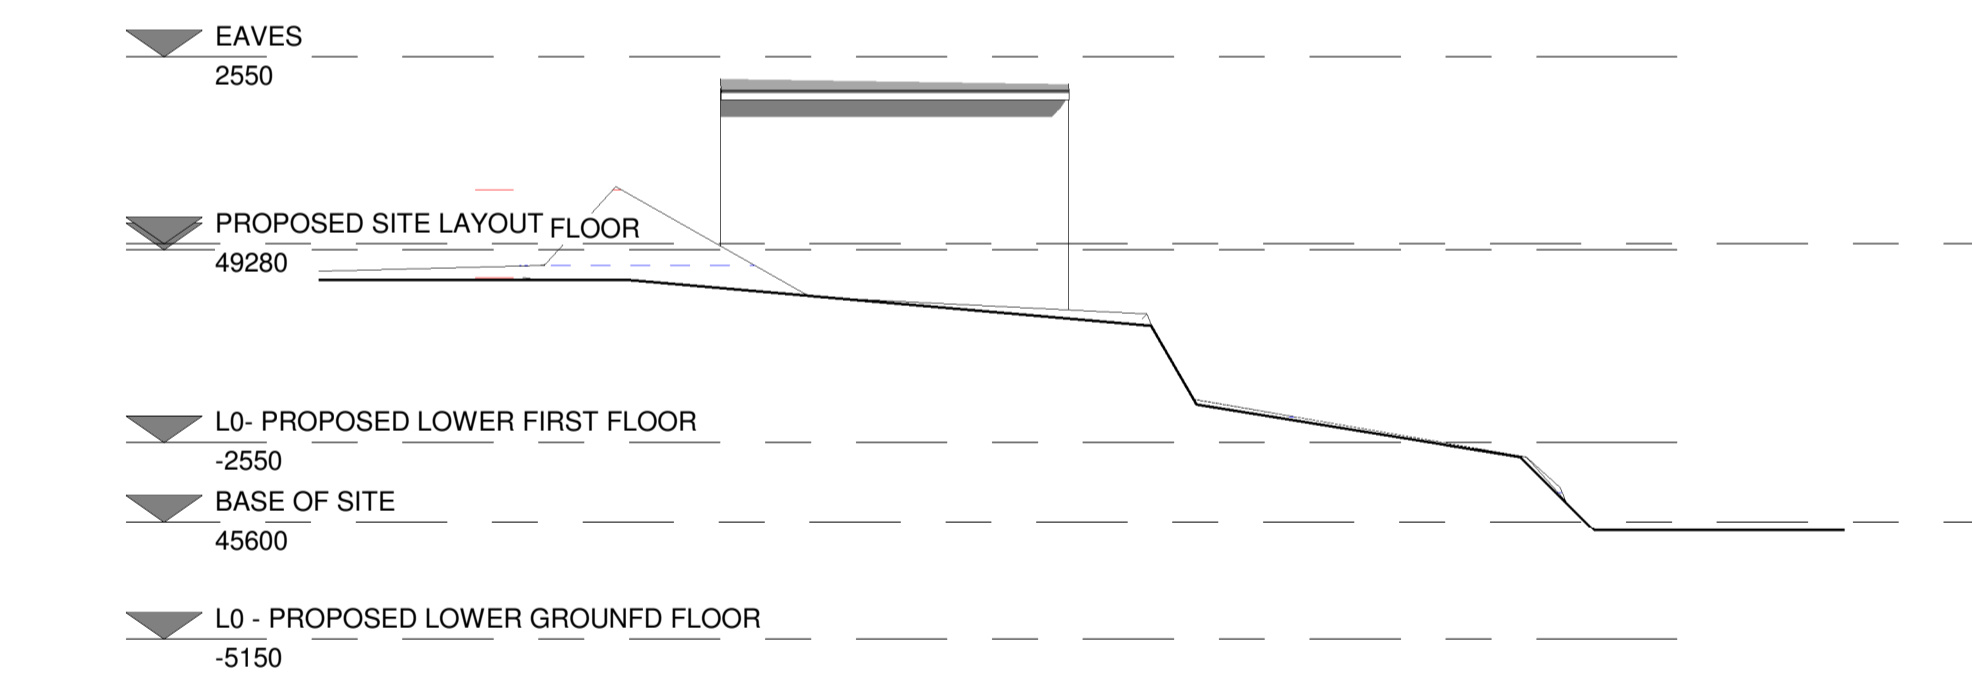 EAVES
2550
PROPOSED SITE LAYOUT FLOOR
49280
L0- PROPOSED LOWER FIRST FLOOR
-2550
BASE OF SITE
45600
L0 - PROPOSED LOWER GROUNFD FLOOR
-5150